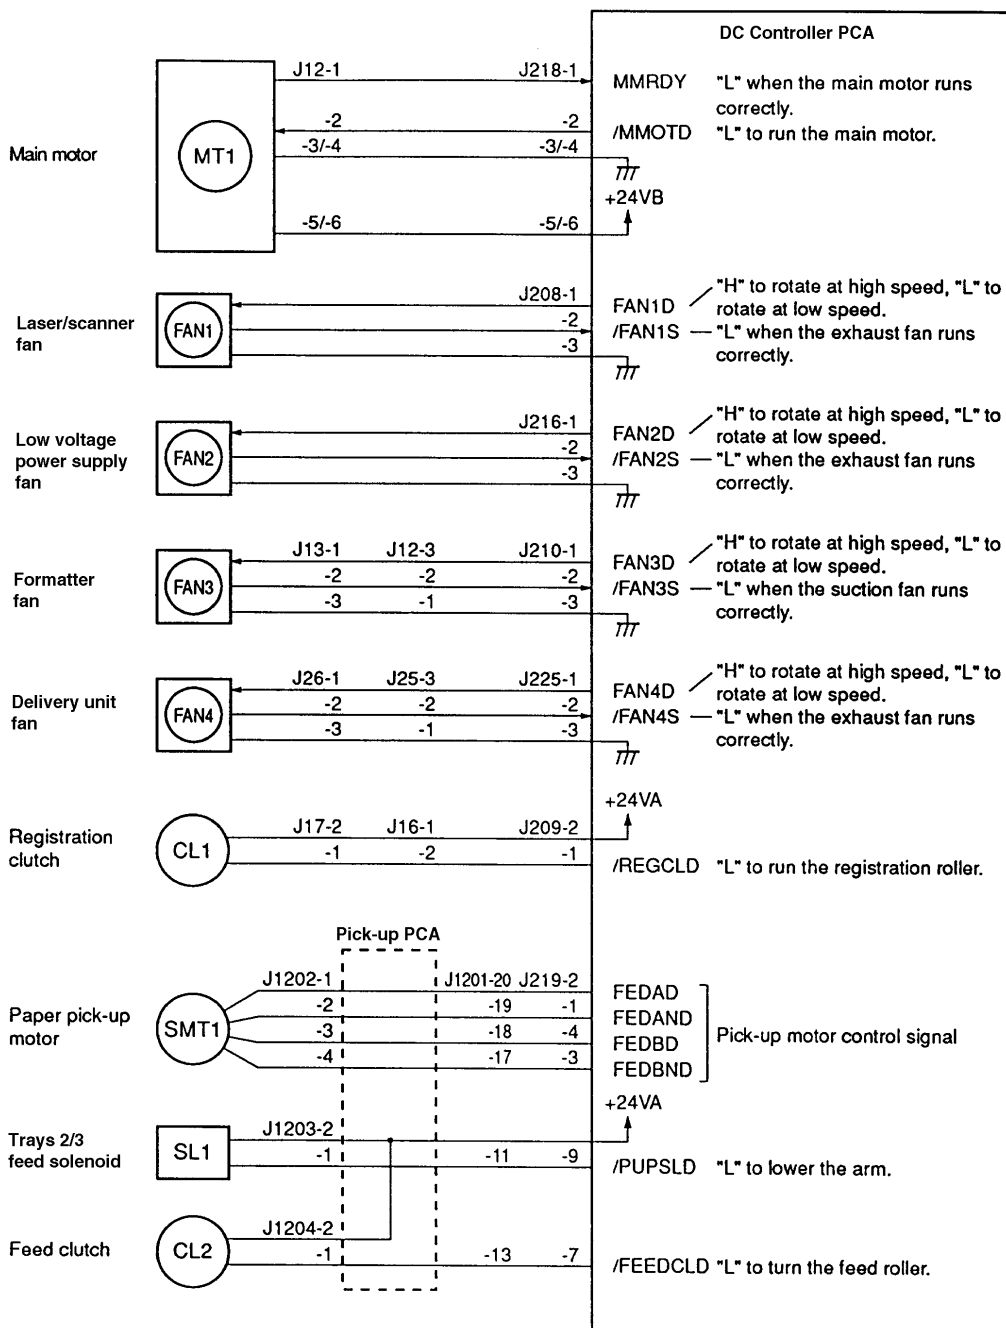 DC Controller PCA
J12-1 J218-1 MMRDY "L" when the main motor runs
correctly.
-2 -2 /MMOTD "L" to run the main motor.
Main motor MT1 -3/-4 -3/-4
+24VB
-5/-6 -5/-6
J208-1 FAN1D "H" to rotate at high speed, "L" to
rotate at low speed.
Laser/scanner
fan
FAN1 -2 /FAN1S "L" when the exhaust fan runs
correctly.
-3
J216-1 FAN2D "H" to rotate at high speed, "L" to
rotate at low speed.
Low voltage
power supply
fan
FAN2 -2 /FAN2S "L" when the exhaust fan runs
correctly.
-3
J13-1 J12-3 J210-1 FAN3D "H" to rotate at high speed, "L" to
rotate at low speed.
Formatter
fan
FAN3 -2 -2 -2 /FAN3S "L" when the suction fan runs
correctly.
-3 -1 -3
J26-1 J25-3 J225-1 FAN4D "H" to rotate at high speed, "L" to
rotate at low speed.
Delivery unit
fan
FAN4 -2 -2 -2 /FAN4S "L" when the exhaust fan runs
correctly.
-3 -1 -3
+24VA
Registration
clutch
CL1 J17-2 J16-1 J209-2
-1 -2 -1 /REGCLD "L" to run the registration roller.
Pick-up PCA
J1202-1 J1201-20 J219-2 FEDAD
Paper pick-up
motor
SMT1 -2 -19 -1 FEDAND
-3 -18 -4 FEDBD
Pick-up motor control signal
-4 -17 -3 FEDBND
+24VA
Trays 2/3
feed solenoid
SL1 J1203-2
-1 -11 -9 /PUPSLD "L" to lower the arm.
J1204-2
Feed clutch CL2
-1 -13 -7 /FEEDCLD "L" to turn the feed roller.